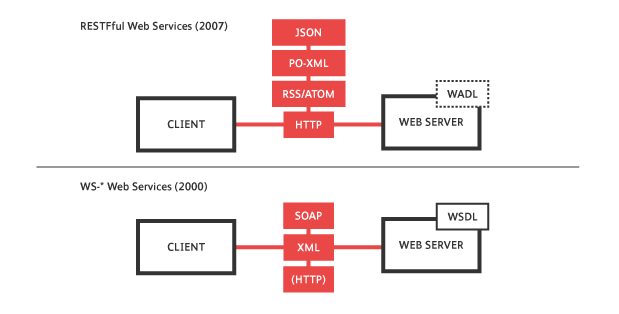 RESTFful Web Services (2007)
JSON
PO-XML
RSS/ATOM
WADL
CLIENT
HTTP
WEB SERVER
WS-* Web Services (2000)
SOAP
WSDL
CLIENT
XML
WEB SERVER
(HTTP)